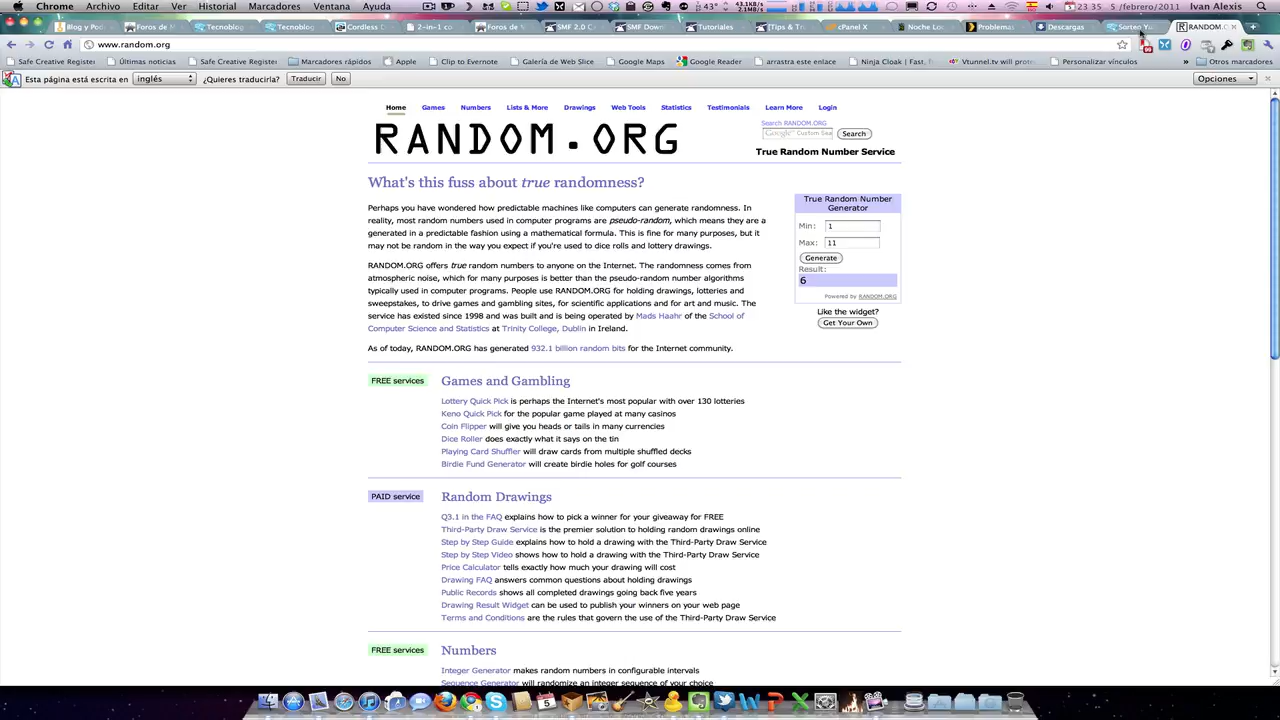 Chrome Archivo Editar Ver Historial Marcadores Ventana Ayuda 43° 43.1KB/s 2.1MB/s 23 35 5/febrero/2011 Ivan Alexis
Blog y Pod Foros de M Tecnoblog Tecnoblog Cordless D 2-in-1 co Foros de M SMF 2.0 C SMF Down Tutoriales [Tips & Tr cPanel X Noche Lo Problemas Descargas Sorteo Yu RANDOM.O
www.random.org
Safe Creative Register Últimas noticias Safe Creative Register Marcadores rápidos Apple Galería de Web Slice Google Maps Google Reader arrastra este enlace Ninja Cloak | Fast, f Vtunnel.tv will prote Personalizar vínculos » Otros marcadores
Esta página está escrita en inglés ¿Quieres traducirla? Traducir No Opciones
Home Games Numbers Lists & More Drawings Web Tools Statistics Testimonials Learn More Login
RANDOM.ORG
Search RANDOM.ORG
Google™ Custom Sea Search
True Random Number Service
What's this fuss about true randomness?
Perhaps you have wondered how predictable machines like computers can generate randomness. In
reality, most random numbers used in computer programs are pseudo-random, which means they are a
generated in a predictable fashion using a mathematical formula. This is fine for many purposes, but it
may not be random in the way you expect if you're used to dice rolls and lottery drawings.
RANDOM.ORG offers true random numbers to anyone on the Internet. The randomness comes from
atmospheric noise, which for many purposes is better than the pseudo-random number algorithms
typically used in computer programs. People use RANDOM.ORG for holding drawings, lotteries and
sweepstakes, to drive games and gambling sites, for scientific applications and for art and music. The
service has existed since 1998 and was built and is being operated by Mads Haahr of the School of
Computer Science and Statistics at Trinity College, Dublin in Ireland.
As of today, RANDOM.ORG has generated 932.1 billion random bits for the Internet community.
True Random Number
Generator
Min: 1
Max: 11
Generate
Result:
6
Powered by RANDOM.ORG
Like the widget?
Get Your Own
FREE services Games and Gambling
Lottery Quick Pick is perhaps the Internet's most popular with over 130 lotteries
Keno Quick Pick for the popular game played at many casinos
Coin Flipper will give you heads or tails in many currencies
Dice Roller does exactly what it says on the tin
Playing Card Shuffler will draw cards from multiple shuffled decks
Birdie Fund Generator will create birdie holes for golf courses
PAID service Random Drawings
Q3.1 in the FAQ explains how to pick a winner for your giveaway for FREE
Third-Party Draw Service is the premier solution to holding random drawings online
Step by Step Guide explains how to hold a drawing with the Third-Party Draw Service
Step by Step Video shows how to hold a drawing with the Third-Party Draw Service
Price Calculator tells exactly how much your drawing will cost
Drawing FAQ answers common questions about holding drawings
Public Records shows all completed drawings going back five years
Drawing Result Widget can be used to publish your winners on your web page
Terms and Conditions are the rules that govern the use of the Third-Party Draw Service
FREE services Numbers
Integer Generator makes random numbers in configurable intervals
Sequence Generator will randomize an integer sequence of your choice